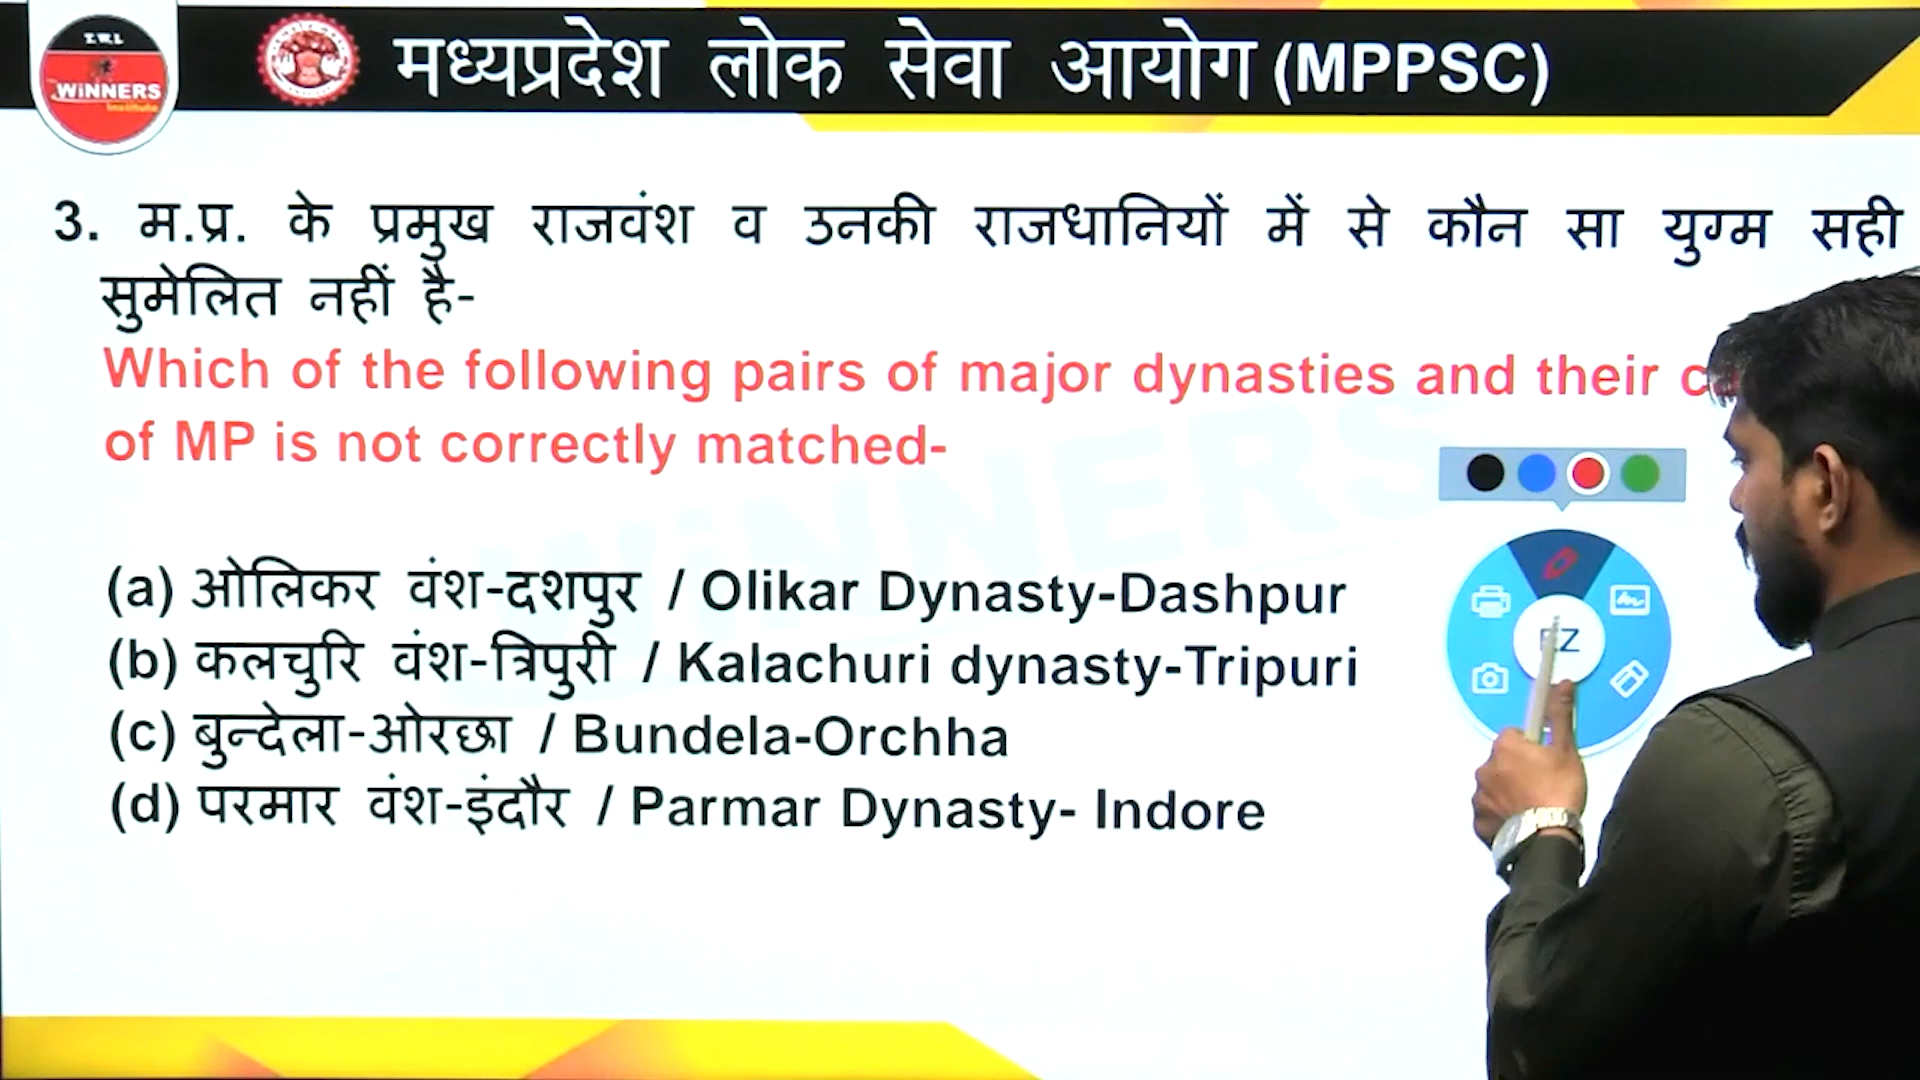 T.W.I.
WiNNERS
Institute
मध्यप्रदेश लोक सेवा आयोग (MPPSC)
3. म.प्र. के प्रमुख राजवंश व उनकी राजधानियों में से कौन सा युग्म सही
सुमेलित नहीं है-
Which of the following pairs of major dynasties and their
of MP is not correctly matched-
WiNNERS
(a) ओलिकर वंश-दशपुर / Olikar Dynasty-Dashpur
(b) कलचुरि वंश-त्रिपुरी / Kalachuri dynasty-Tripuri
(c) बुन्देला-ओरछा / Bundela-Orchha
(d) परमार वंश-इंदौर / Parmar Dynasty- Indore